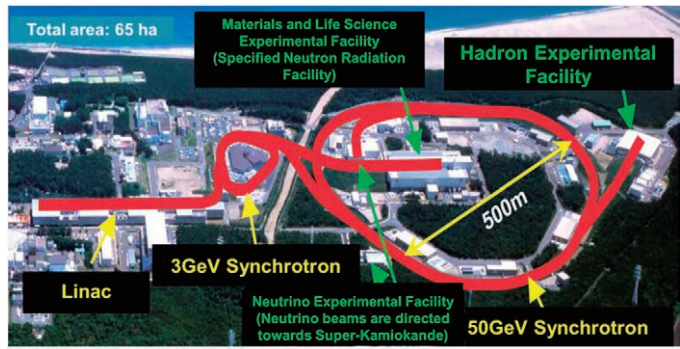 Total area: 65 ha
Materials and Life Science
Experimental Facility
(Specified Neutron Radiation
Facility)
Hadron Experimental
Facility
500m
3GeV Synchrotron
Linac
Neutrino Experimental Facility
(Neutrino beams are directed
towards Super-Kamiokande)
50GeV Synchrotron